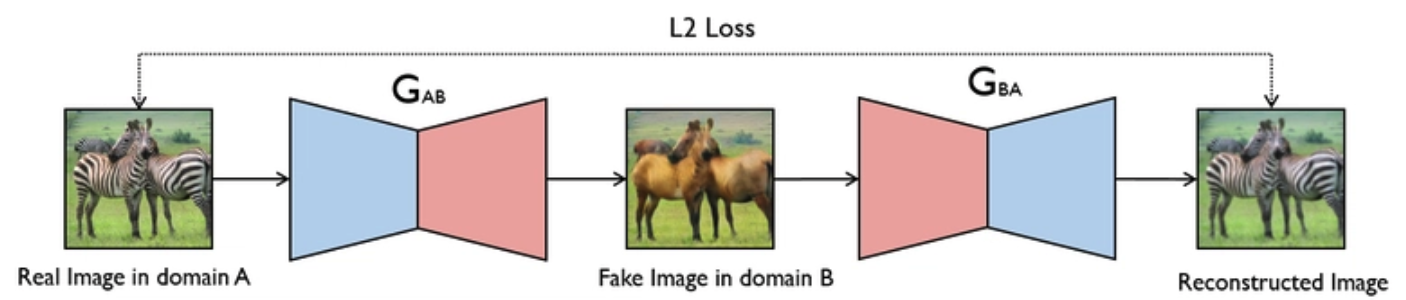 L2 Loss
GAB
GBA
Real Image in domain A
Fake Image in domain B
Reconstructed Image